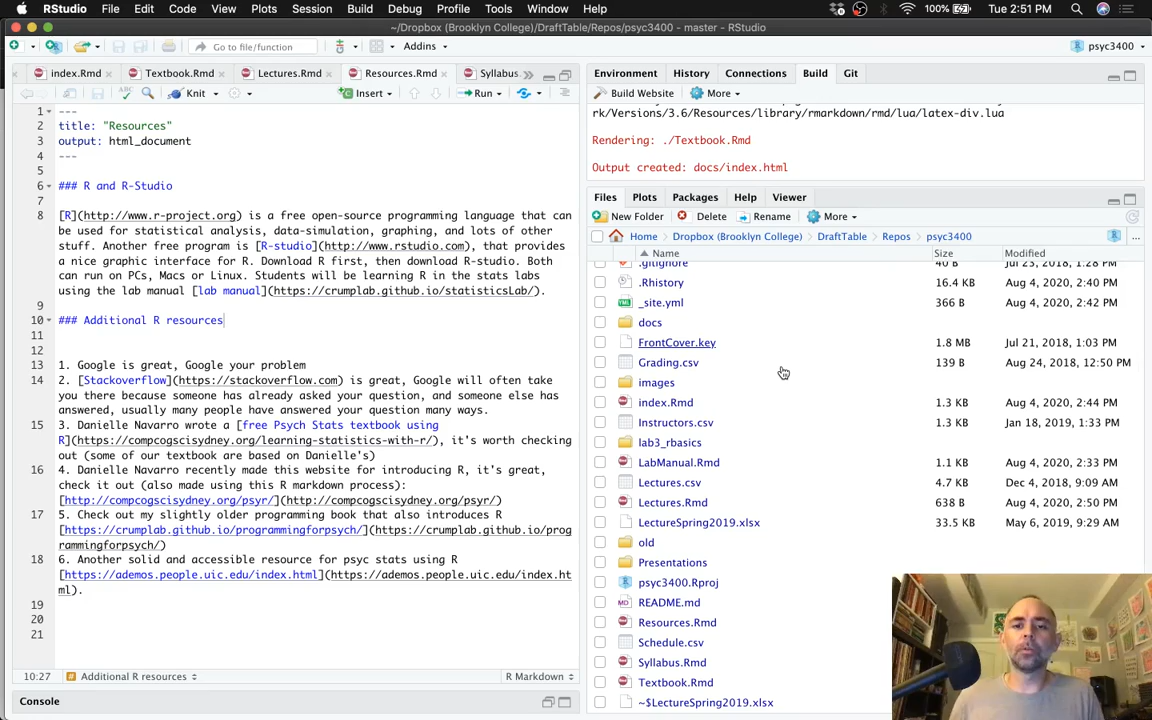 RStudio File Edit Code View Plots Session Build Debug Profile Tools Window Help 100% Tue 2:51 PM
~/Dropbox (Brooklyn College)/DraftTable/Repos/psyc3400 - master - RStudio
Go to file/function Addins psyc3400
index.Rmd Textbook.Rmd Lectures.Rmd Resources.Rmd Syllabus
Knit Insert Run
1 ---
2 title: "Resources"
3 output: html_document
4 ---
5
6 ### R and R-Studio
7
8 [R](http://www.r-project.org) is a free open-source programming language that can
be used for statistical analysis, data-simulation, graphing, and lots of other
stuff. Another free program is [R-studio](http://www.rstudio.com), that provides
a nice graphic interface for R. Download R first, then download R-studio. Both
can run on PCs, Macs or Linux. Students will be learning R in the stats labs
using the lab manual [lab manual](https://crumplab.github.io/statisticsLab/).
9
10 ### Additional R resources
11
12
13 1. Google is great, Google your problem
14 2. [Stackoverflow](https://stackoverflow.com) is great, Google will often take
you there because someone has already asked your question, and someone else has
answered, usually many people have answered your question many ways.
15 3. Danielle Navarro wrote a [free Psych Stats textbook using
R](https://compcogscisydney.org/learning-statistics-with-r/), it's worth checking
out (some of our textbook are based on Danielle's)
16 4. Danielle Navarro recently made this website for introducing R, it's great,
check it out (also made using this R markdown process):
[http://compcogscisydney.org/psyr/](http://compcogscisydney.org/psyr/)
17 5. Check out my slightly older programming book that also introduces R
[https://crumplab.github.io/programmingforpsych/](https://crumplab.github.io/prog
rammingforpsych/)
18 6. Another solid and accessible resource for psyc stats using R
[https://ademos.people.uic.edu/index.html](https://ademos.people.uic.edu/index.ht
ml).
19
20
21
10:27 Additional R resources R Markdown
Console
Environment History Connections Build Git
Build Website More
rk/Versions/3.6/Resources/library/rmarkdown/rmd/lua/latex-div.lua
Rendering: ./Textbook.Rmd
Output created: docs/index.html
Files Plots Packages Help Viewer
New Folder Delete Rename More
Home Dropbox (Brooklyn College) DraftTable Repos psyc3400 ...
Name Size Modified
.gitignore 40 B Jul 23, 2018, 1:28 PM
.Rhistory 16.4 KB Aug 4, 2020, 2:40 PM
_site.yml 366 B Aug 4, 2020, 2:42 PM
docs
FrontCover.key 1.8 MB Jul 21, 2018, 1:03 PM
Grading.csv 139 B Aug 24, 2018, 12:50 PM
images
index.Rmd 1.3 KB Aug 4, 2020, 2:44 PM
Instructors.csv 1.3 KB Jan 18, 2019, 1:33 PM
lab3_rbasics
LabManual.Rmd 1.1 KB Aug 4, 2020, 2:33 PM
Lectures.csv 4.7 KB Dec 4, 2018, 9:09 AM
Lectures.Rmd 638 B Aug 4, 2020, 2:50 PM
LectureSpring2019.xlsx 33.5 KB May 6, 2019, 9:29 AM
old
Presentations
psyc3400.Rproj
README.md
Resources.Rmd
Schedule.csv
Syllabus.Rmd
Textbook.Rmd
~$LectureSpring2019.xlsx